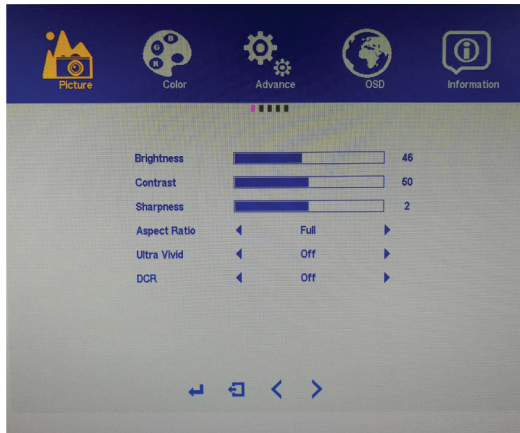 B
G
R
Picture Color Advance OSD Information
Brightness 46
Contrast 50
Sharpness 2
Aspect Ratio Full
Ultra Vivid Off
DCR Off